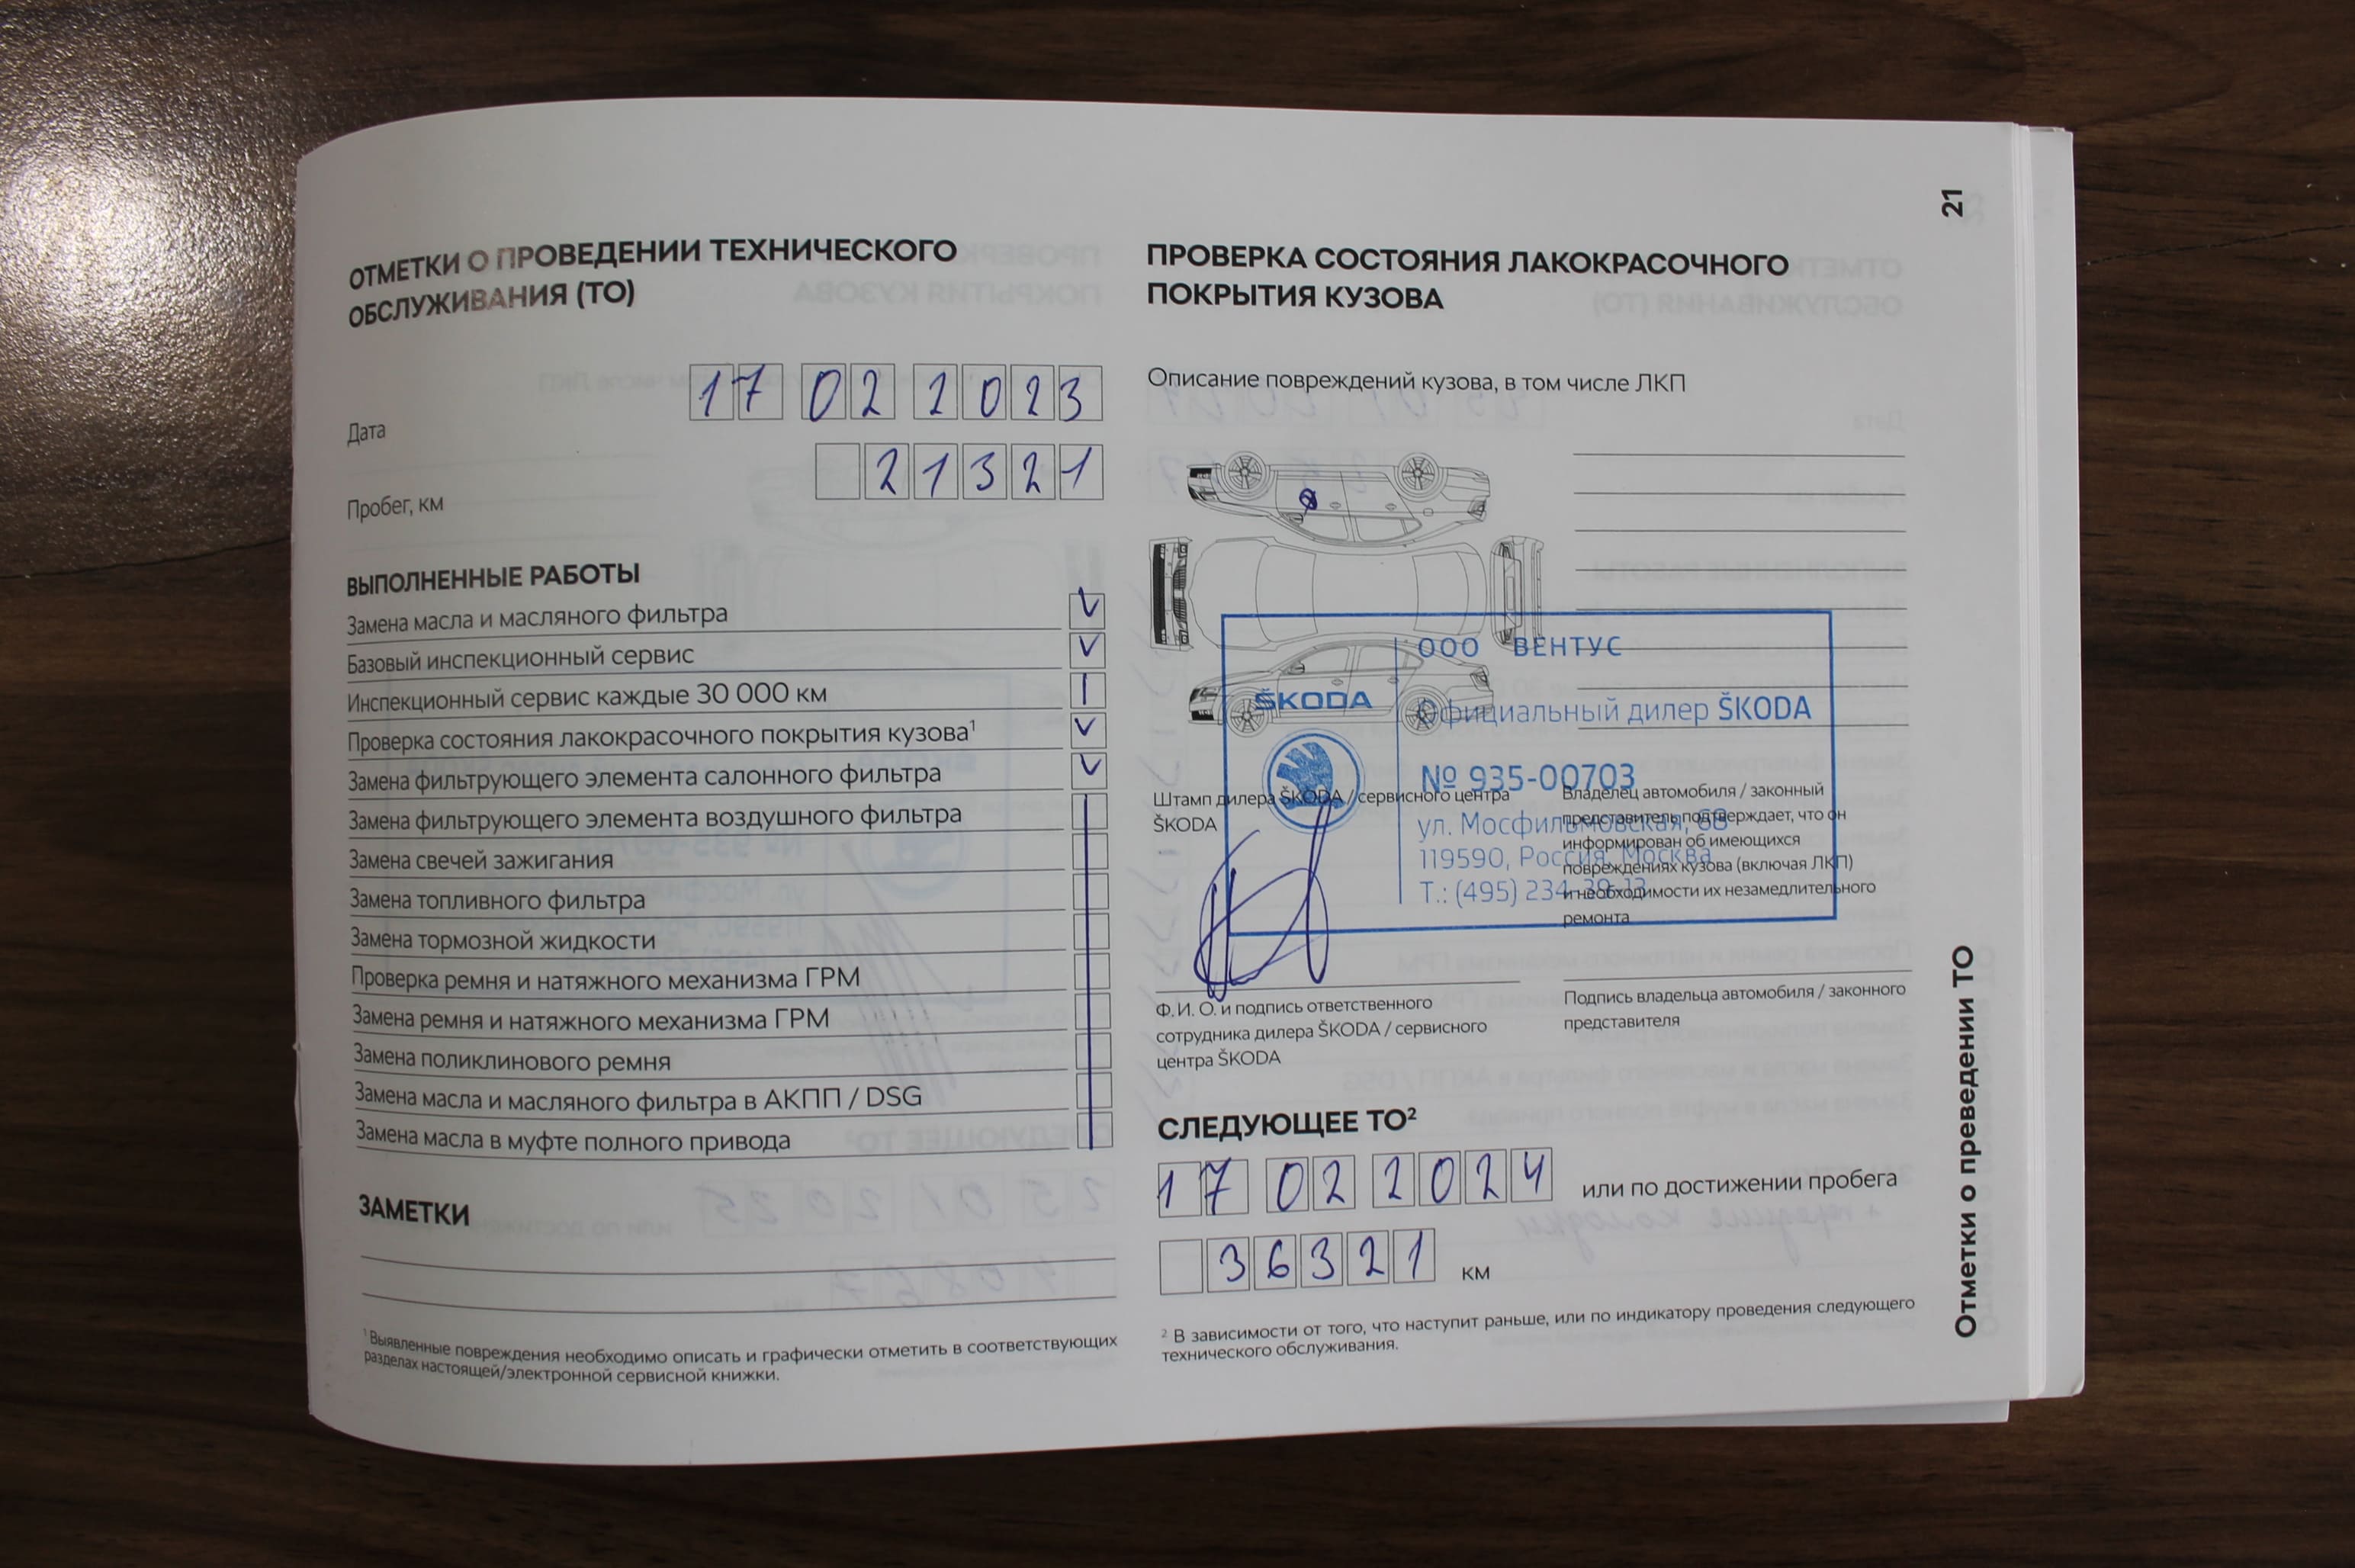 ОТМЕТКИ О ПРОВЕДЕНИИ ТЕХНИЧЕСКОГО
ОБСЛУЖИВАНИЯ (ТО)
Дата 17 02 2023
Пробег, км 21321
ВЫПОЛНЕННЫЕ РАБОТЫ
Замена масла и масляного фильтра
Базовый инспекционный сервис
Инспекционный сервис каждые 30 000 км
Проверка состояния лакокрасочного покрытия кузова¹
Замена фильтрующего элемента салонного фильтра
Замена фильтрующего элемента воздушного фильтра
Замена свечей зажигания
Замена топливного фильтра
Замена тормозной жидкости
Проверка ремня и натяжного механизма ГРМ
Замена ремня и натяжного механизма ГРМ
Замена поликлинового ремня
Замена масла и масляного фильтра в АКПП / DSG
Замена масла в муфте полного привода
ЗАМЕТКИ
¹ Выявленные повреждения необходимо описать и графически отметить в соответствующих
разделах настоящей/электронной сервисной книжки.
ПРОВЕРКА СОСТОЯНИЯ ЛАКОКРАСОЧНОГО
ПОКРЫТИЯ КУЗОВА
Описание повреждений кузова, в том числе ЛКП
ŠKODA
ООО ВЕНТУС
Официальный дилер ŠKODA
№ 935-00703
ул. Мосфильмовская, 68
119590, Россия, Москва
Т.: (495) 234-39-13
Штамп дилера ŠKODA / сервисного центра
ŠKODA
Владелец автомобиля / законный
представитель подтверждает, что он
информирован об имеющихся
повреждениях кузова (включая ЛКП)
и необходимости их незамедлительного
ремонта
Ф. И. О. и подпись ответственного
сотрудника дилера ŠKODA / сервисного
центра ŠKODA
Подпись владельца автомобиля / законного
представителя
СЛЕДУЮЩЕЕ ТО²
17 02 2024 или по достижении пробега
36321 км
² В зависимости от того, что наступит раньше, или по индикатору проведения следующего
технического обслуживания.
21
Отметки о преведении ТО